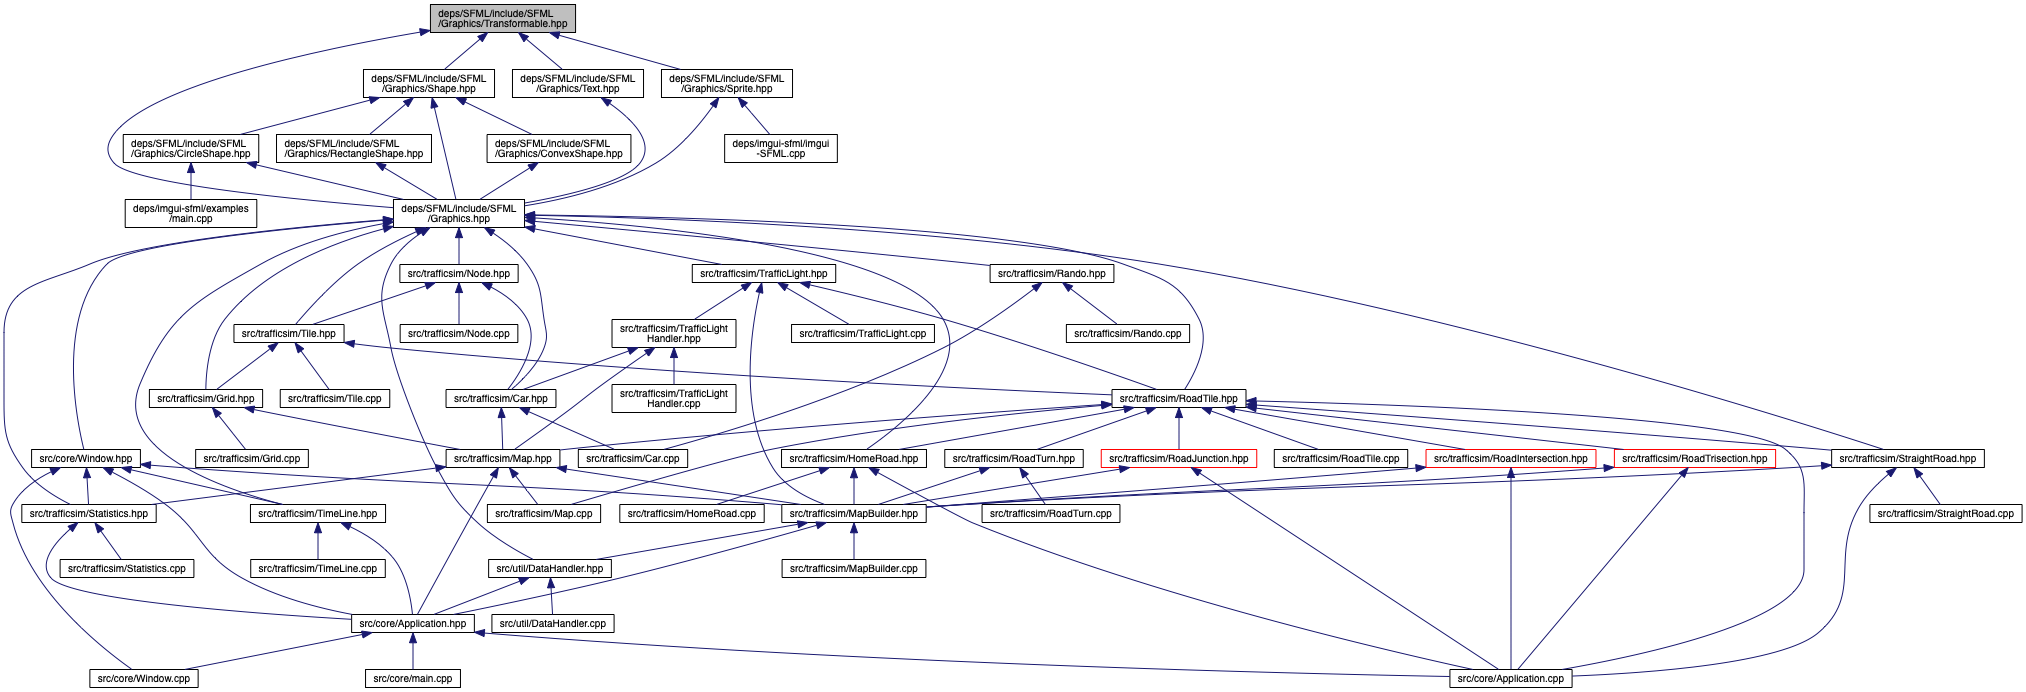 deps/SFML/include/SFML
/Graphics/Transformable.hpp
deps/SFML/include/SFML
/Graphics/Shape.hpp
deps/SFML/include/SFML
/Graphics/Text.hpp
deps/SFML/include/SFML
/Graphics/Sprite.hpp
deps/SFML/include/SFML
/Graphics/CircleShape.hpp
deps/SFML/include/SFML
/Graphics/RectangleShape.hpp
deps/SFML/include/SFML
/Graphics/ConvexShape.hpp
deps/imgui-sfml/imgui
-SFML.cpp
deps/imgui-sfml/examples
/main.cpp
deps/SFML/include/SFML
/Graphics.hpp
src/trafficsim/Node.hpp
src/trafficsim/TrafficLight.hpp
src/trafficsim/Rando.hpp
src/trafficsim/Tile.hpp
src/trafficsim/Node.cpp
src/trafficsim/TrafficLight
Handler.hpp
src/trafficsim/TrafficLight.cpp
src/trafficsim/Rando.cpp
src/trafficsim/Grid.hpp
src/trafficsim/Tile.cpp
src/trafficsim/Car.hpp
src/trafficsim/TrafficLight
Handler.cpp
src/trafficsim/RoadTile.hpp
src/core/Window.hpp
src/trafficsim/Grid.cpp
src/trafficsim/Map.hpp
src/trafficsim/Car.cpp
src/trafficsim/HomeRoad.hpp
src/trafficsim/RoadTurn.hpp
src/trafficsim/RoadJunction.hpp
src/trafficsim/RoadTile.cpp
src/trafficsim/RoadIntersection.hpp
src/trafficsim/RoadTrisection.hpp
src/trafficsim/StraightRoad.hpp
src/trafficsim/Statistics.hpp
src/trafficsim/TimeLine.hpp
src/trafficsim/Map.cpp
src/trafficsim/HomeRoad.cpp
src/trafficsim/MapBuilder.hpp
src/trafficsim/RoadTurn.cpp
src/trafficsim/StraightRoad.cpp
src/trafficsim/Statistics.cpp
src/trafficsim/TimeLine.cpp
src/util/DataHandler.hpp
src/trafficsim/MapBuilder.cpp
src/core/Application.hpp
src/util/DataHandler.cpp
src/core/Window.cpp
src/core/main.cpp
src/core/Application.cpp